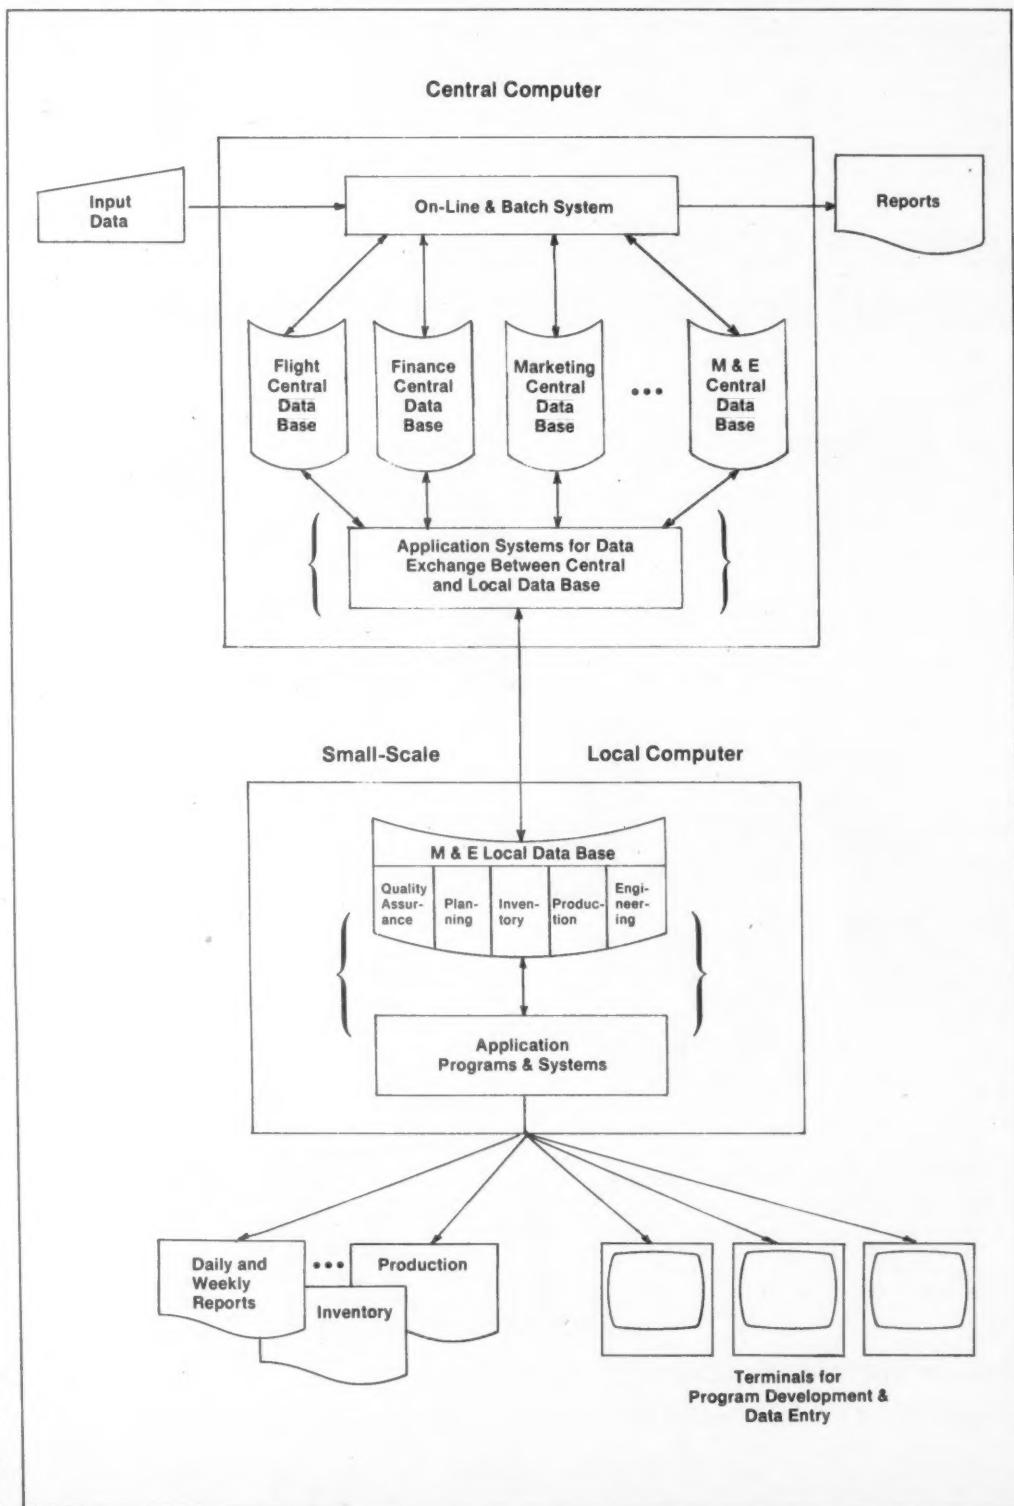 Central Computer
Input
Data
On-Line & Batch System
Reports
Flight
Central
Data
Base
Finance
Central
Data
Base
Marketing
Central
Data
Base
•••
M & E
Central
Data
Base
Application Systems for Data
Exchange Between Central
and Local Data Base
Small-Scale Local Computer
M & E Local Data Base
Quality
Assur-
ance
Plan-
ning
Inven-
tory
Produc-
tion
Engi-
neer-
ing
Application
Programs & Systems
Daily and
Weekly
Reports
•••
Production
Inventory
Terminals for
Program Development &
Data Entry